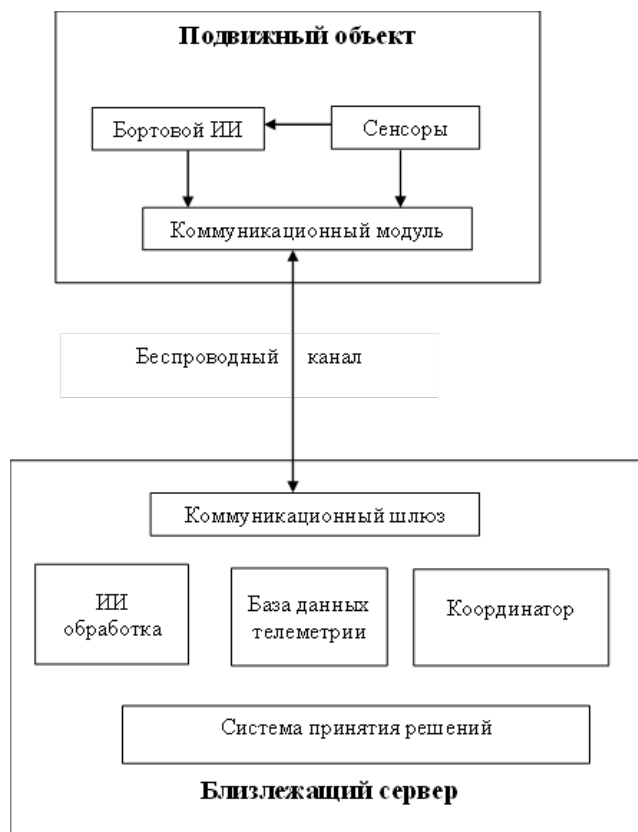 Подвижный объект
Бортовой ИИ
Сенсоры
Коммуникационный модуль
Беспроводный канал
Коммуникационный шлюз
ИИ
обработка
База данных
телеметрии
Координатор
Система принятия решений
Близлежащий сервер